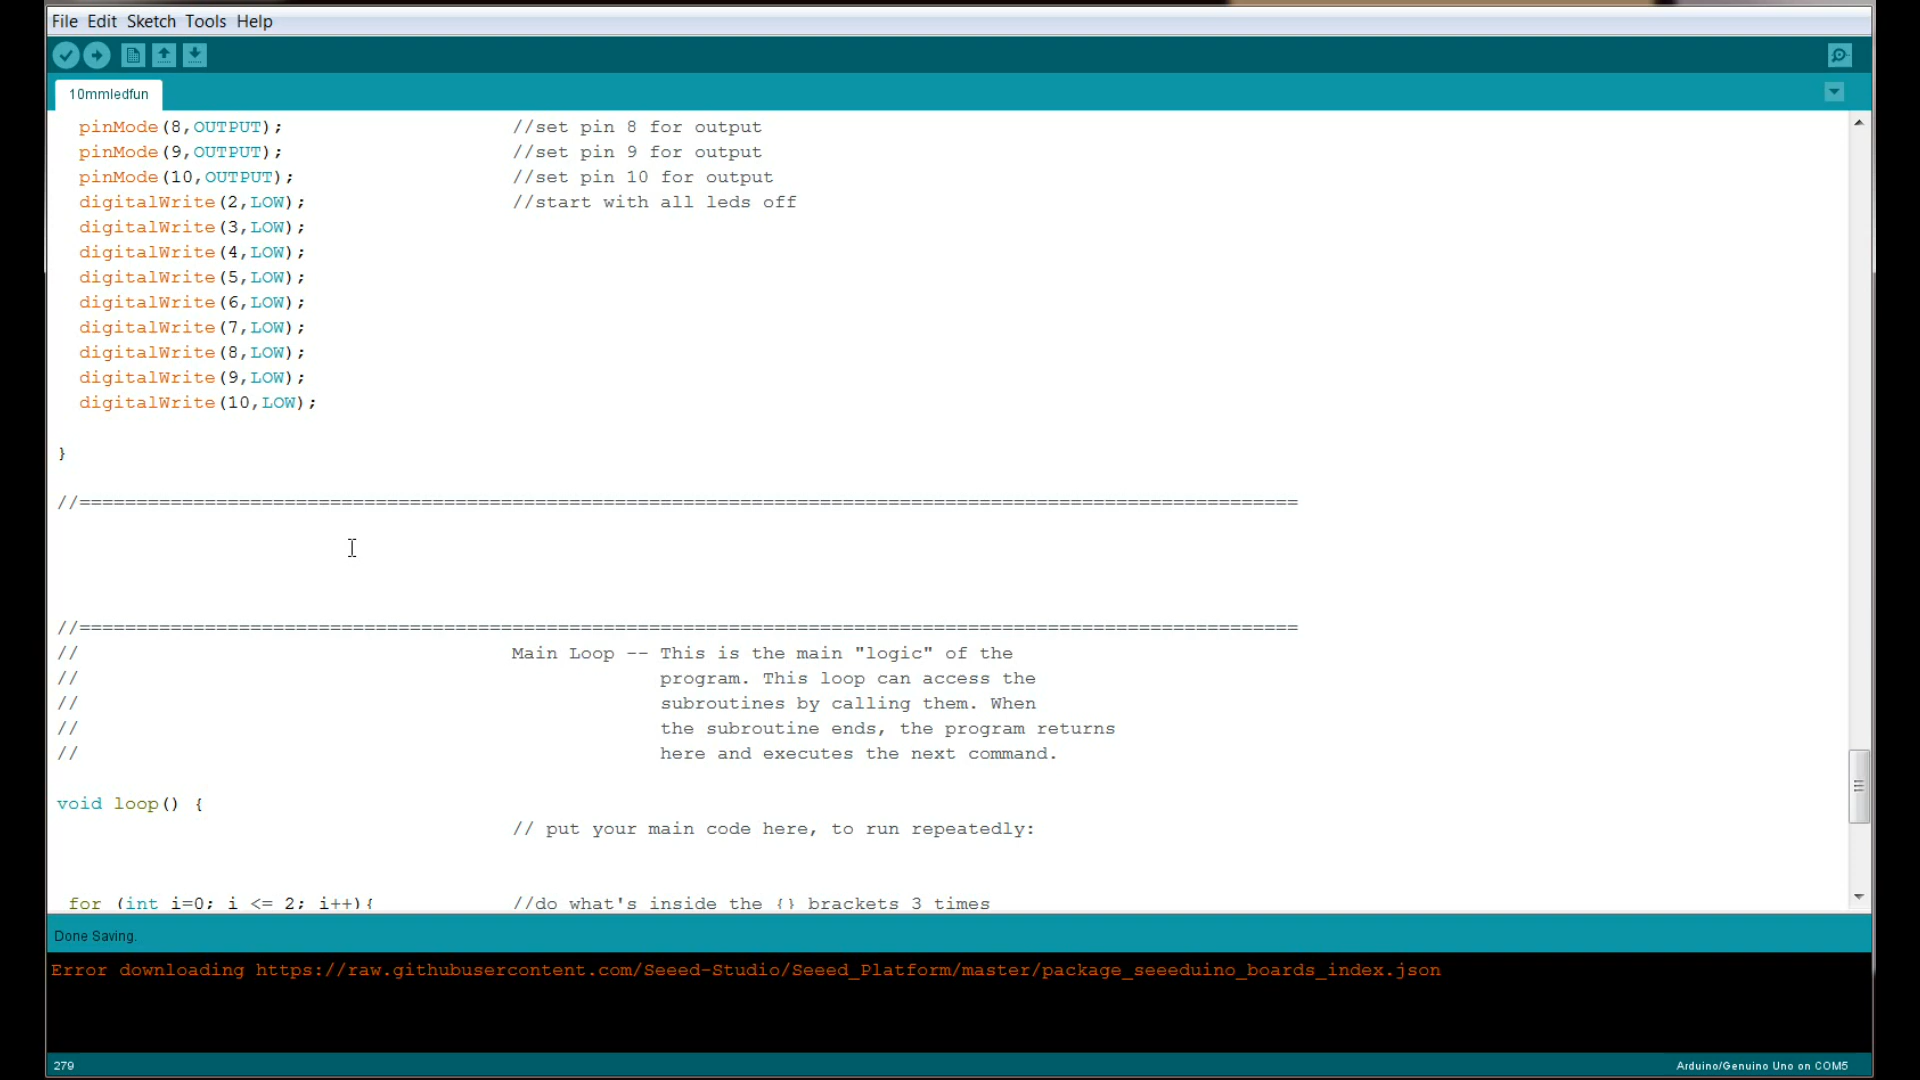 File Edit Sketch Tools Help
10mmledfun
pinMode(8,OUTPUT); //set pin 8 for output
pinMode(9,OUTPUT); //set pin 9 for output
pinMode(10,OUTPUT); //set pin 10 for output
digitalWrite(2,LOW); //start with all leds off
digitalWrite(3,LOW);
digitalWrite(4,LOW);
digitalWrite(5,LOW);
digitalWrite(6,LOW);
digitalWrite(7,LOW);
digitalWrite(8,LOW);
digitalWrite(9,LOW);
digitalWrite(10,LOW);
}
//===========================================================================================================
//===========================================================================================================
// Main Loop -- This is the main "logic" of the
// program. This loop can access the
// subroutines by calling them. When
// the subroutine ends, the program returns
// here and executes the next command.
void loop() {
// put your main code here, to run repeatedly:
for (int i=0; i <= 2; i++){ //do what's inside the {} brackets 3 times
Done Saving.
Error downloading https://raw.githubusercontent.com/Seeed-Studio/Seeed_Platform/master/package_seeeduino_boards_index.json
279
Arduino/Genuino Uno on COM5